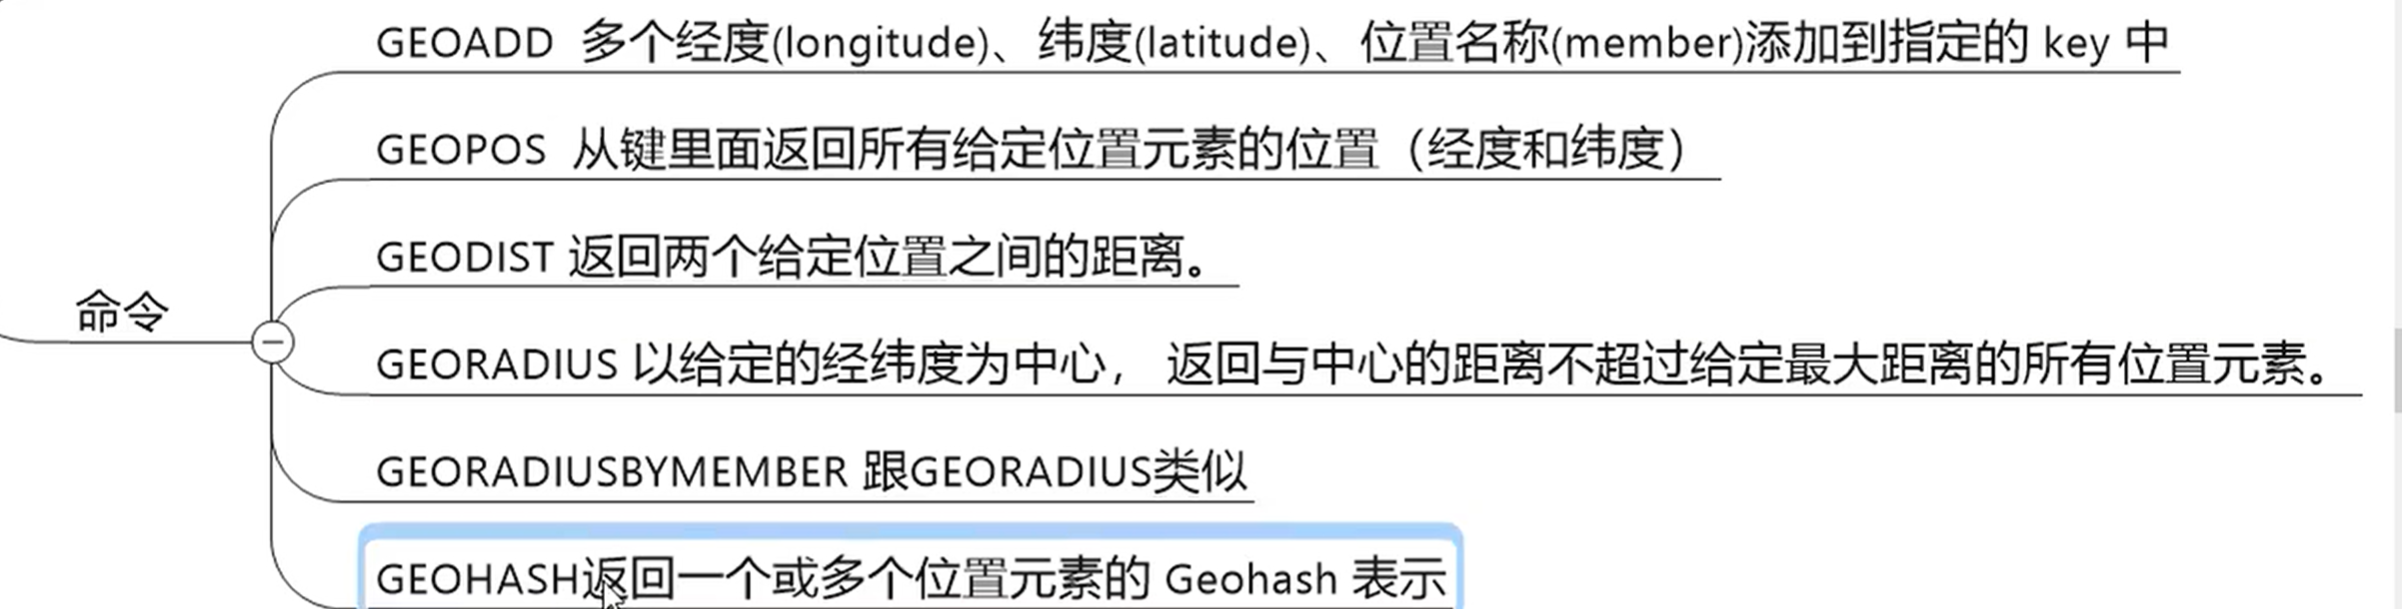 GEOADD 多个经度(longitude)、纬度(latitude)、位置名称(member)添加到指定的 key 中
GEOPOS 从键里面返回所有给定位置元素的位置（经度和纬度）
GEODIST 返回两个给定位置之间的距离。
命令
GEORADIUS 以给定的经纬度为中心， 返回与中心的距离不超过给定最大距离的所有位置元素。
GEORADIUSBYMEMBER 跟GEORADIUS类似
GEOHASH返回一个或多个位置元素的 Geohash 表示